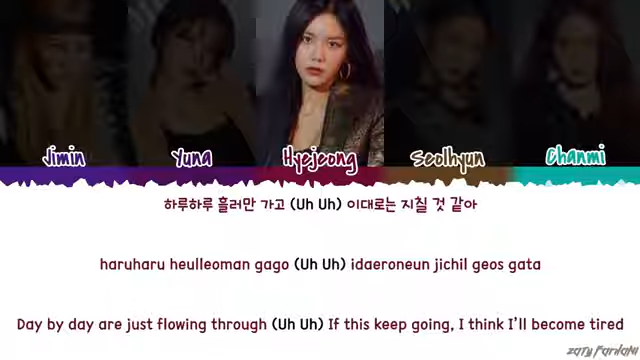 Jimin
Yuna
Hyejeong
Seolhyun
Chanmi
하루하루 흘러만 가고 (Uh Uh) 이대로는 지칠 것 같아
haruharu heulleoman gago (Uh Uh) idaeroneun jichil geos gata
Day by day are just flowing through (Uh Uh) If this keep going, I think I'll become tired
Zaty Farhani